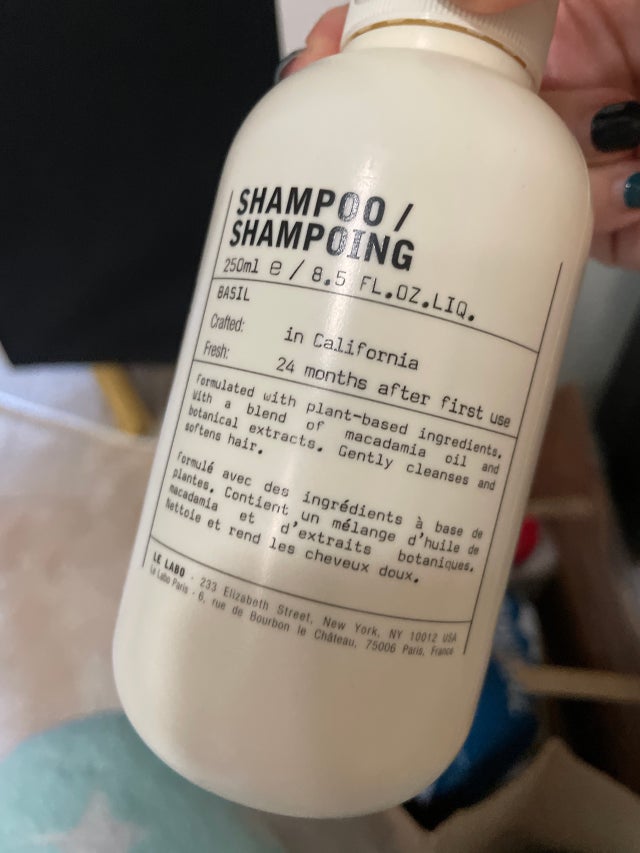 SHAMPOO /
SHAMPOING
250ml e / 8.5 FL.OZ.LIQ.
BASIL
Crafted: in California
Fresh: 24 months after first use
Formulated with plant-based ingredients,
with a blend of macadamia oil and
botanical extracts. Gently cleanses and
softens hair.
Formulé avec des ingrédients à base de
plantes. Contient un mélange d'huile de
macadamia et d'extraits botaniques.
Nettoie et rend les cheveux doux.
LE LABO - 233 Elizabeth Street, New York, NY 10012 USA
Le Labo Paris - 6, rue de Bourbon le Château, 75006 Paris, France